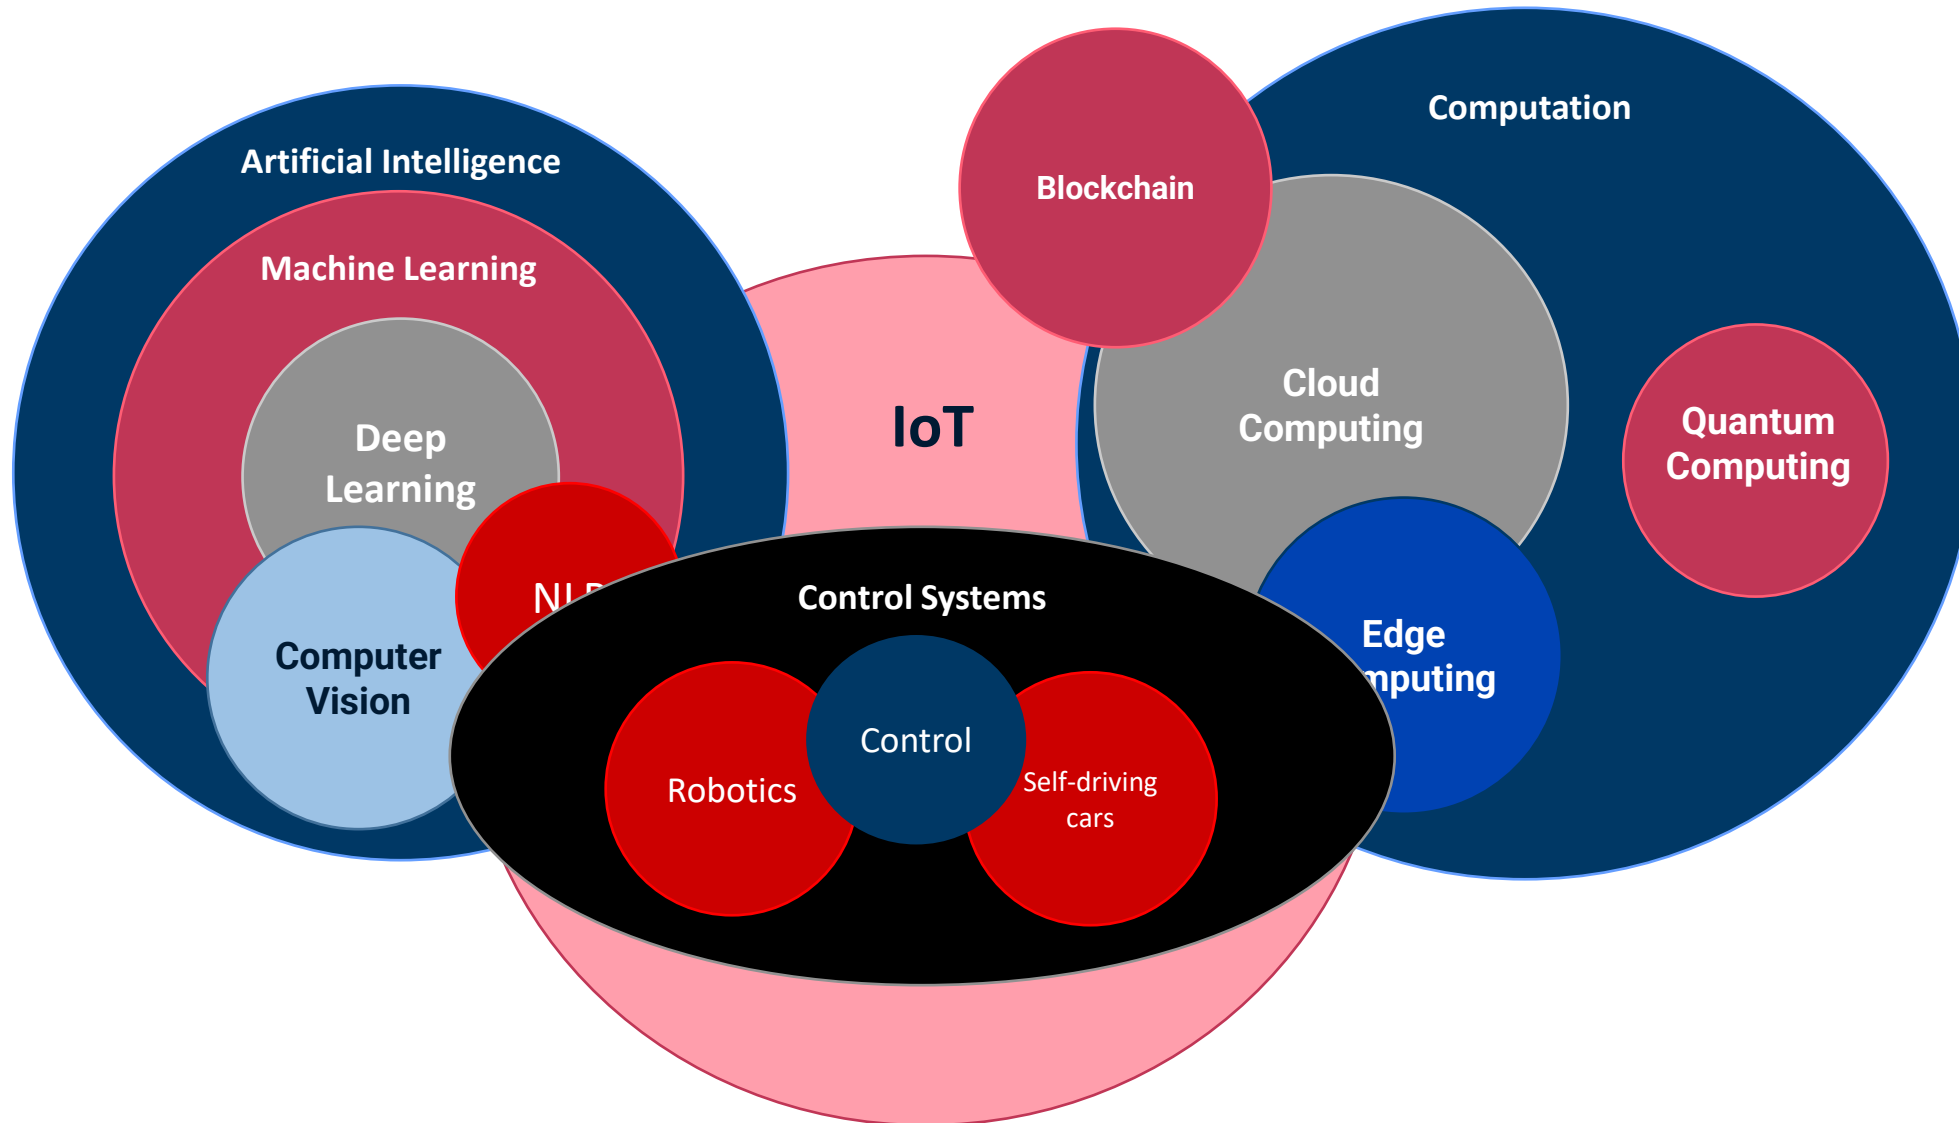 Computation
Artificial Intelligence
Blockchain
Machine Learning
Cloud
Computing
IoT
Quantum
Computing
Deep
Learning
Control Systems
Edge
mputing
Computer
Vision
Control
Robotics
Self-driving
cars